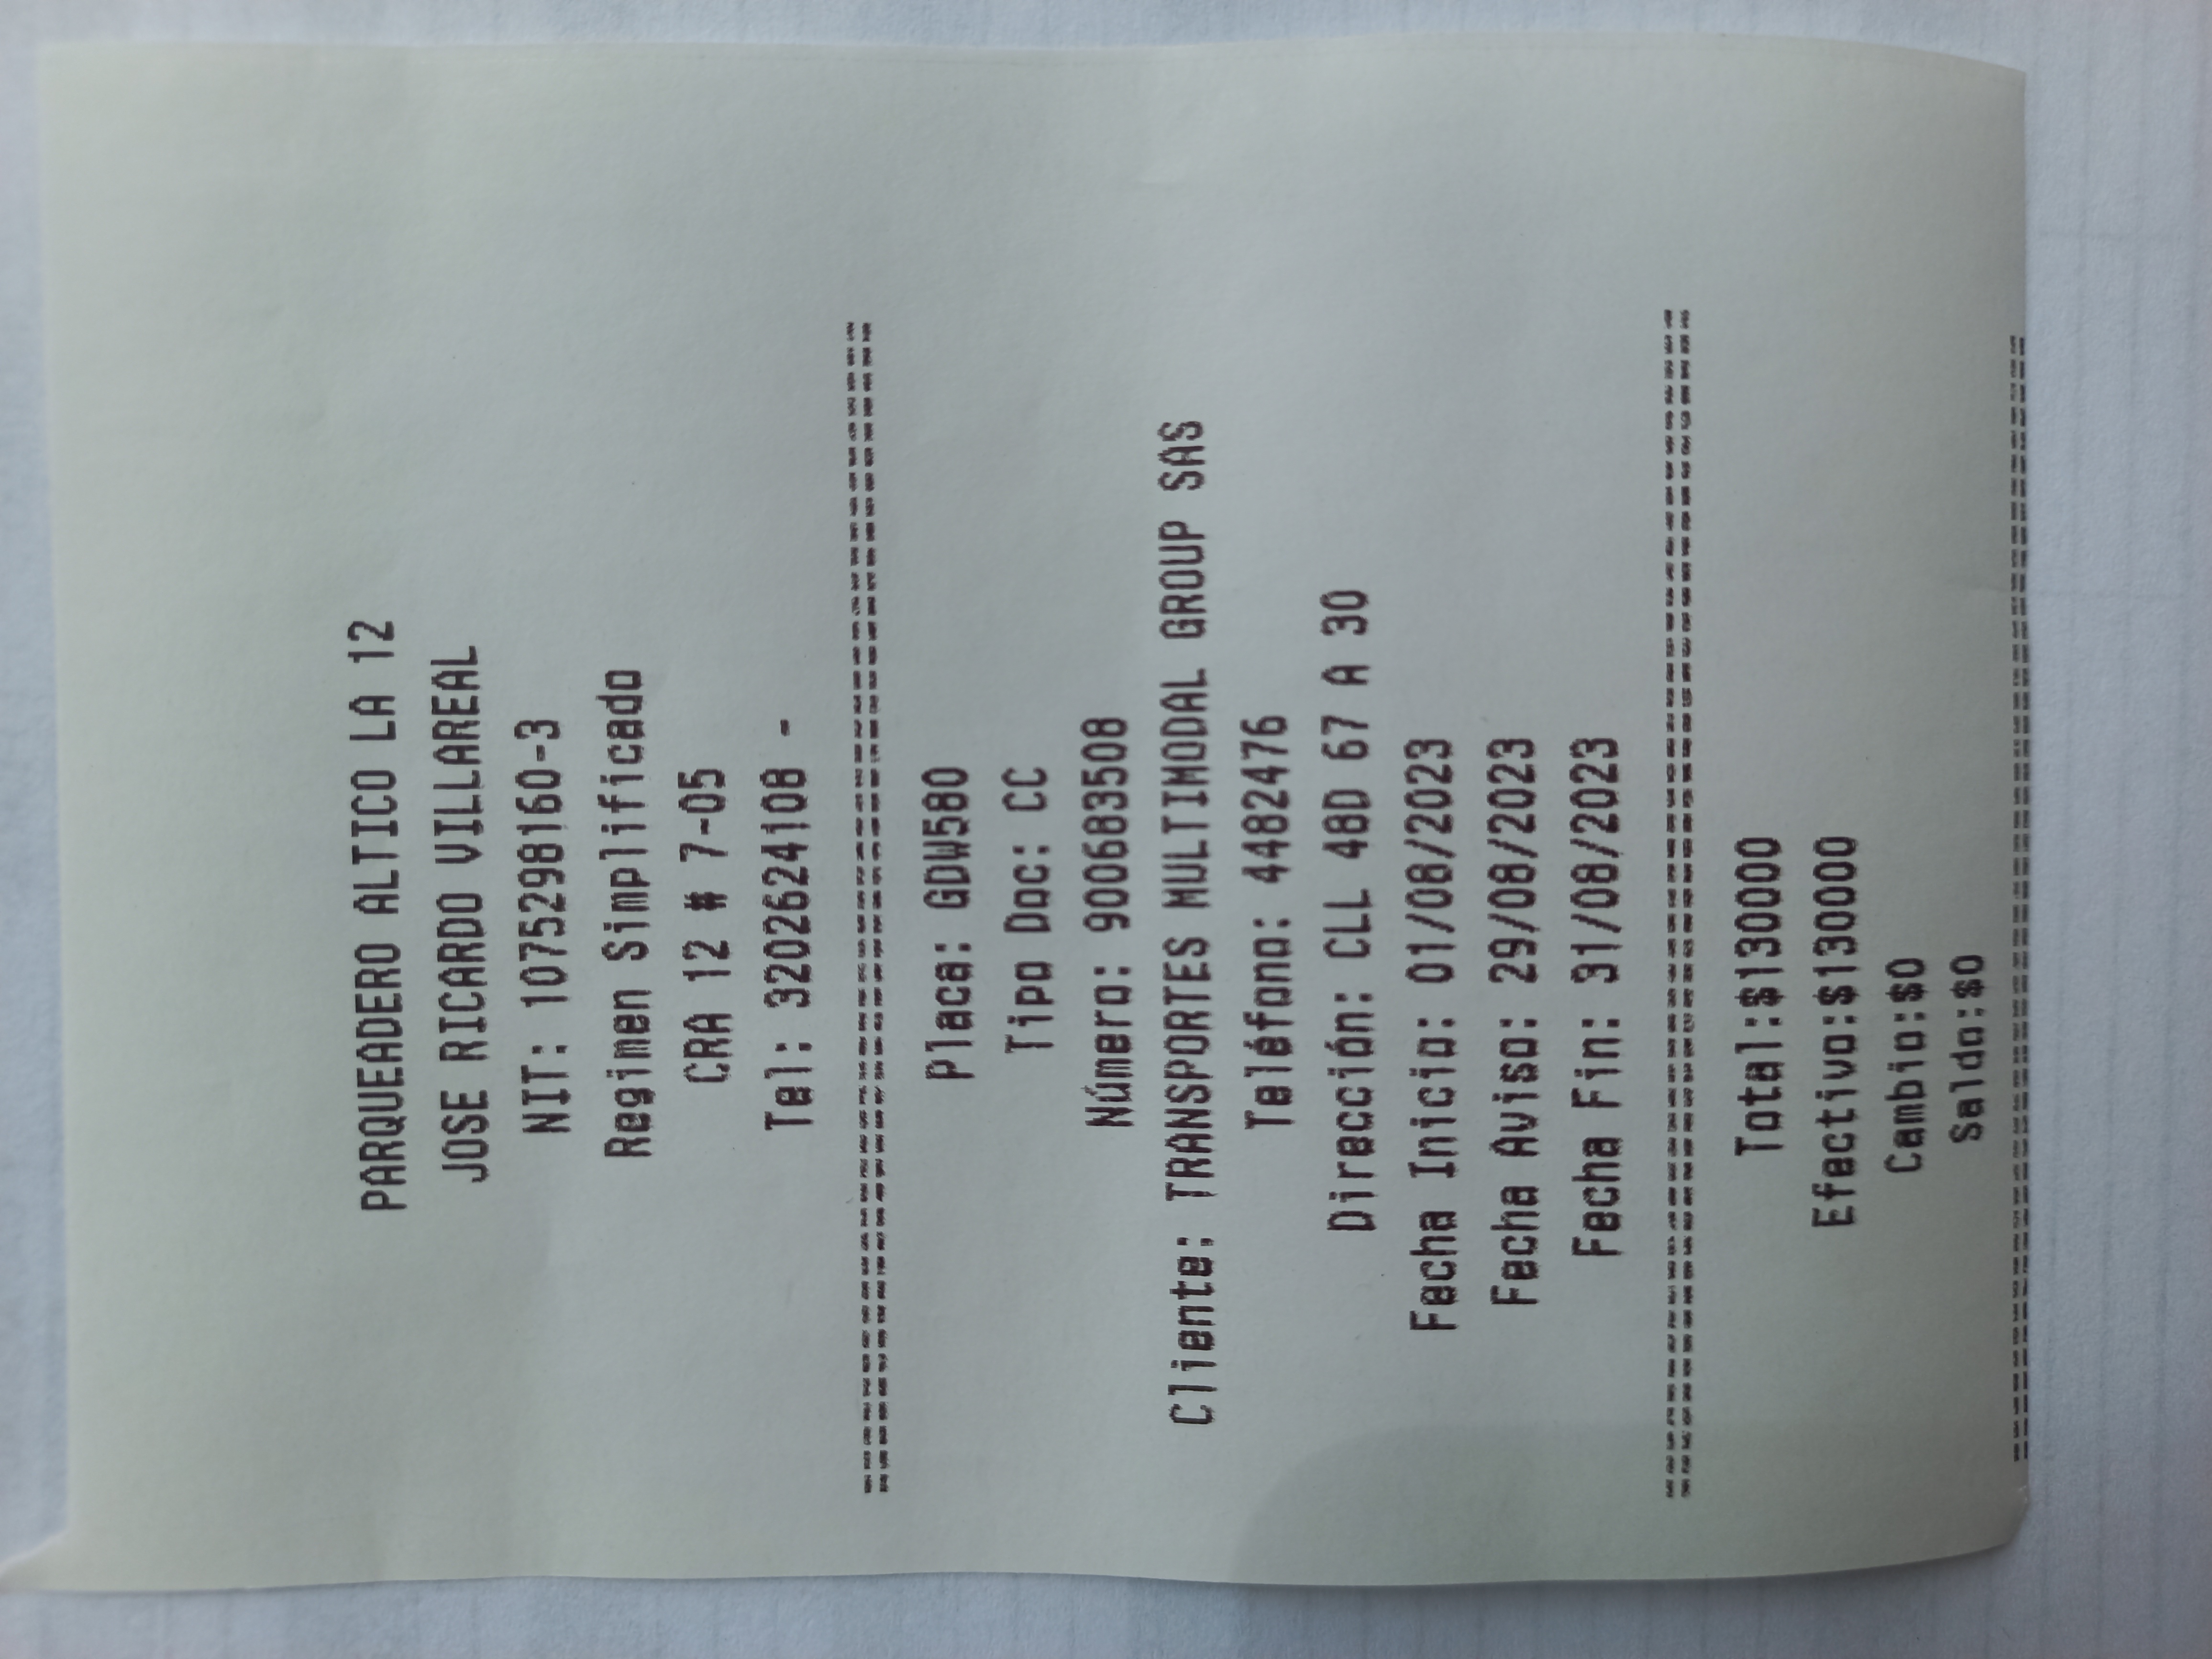 PARQUEADERO ALTICO LA 12
JOSE RICARDO VILLAREAL
NIT: 1075298160-3
Regimen Simplificado
CRA 12 # 7-05
Tel: 3202624108 -
Placa: GDW580
Tipo Doc: CC
Número: 900683508
Cliente: TRANSPORTES MULTIMODAL GROUP SAS
Teléfono: 4482476
Dirección: CLL 48D 67 A 30
Fecha Inicio: 01/08/2023
Fecha Aviso: 29/08/2023
Fecha Fin: 31/08/2023
Total:$130000
Efectivo:$130000
Cambio:$0
Saldo:$0